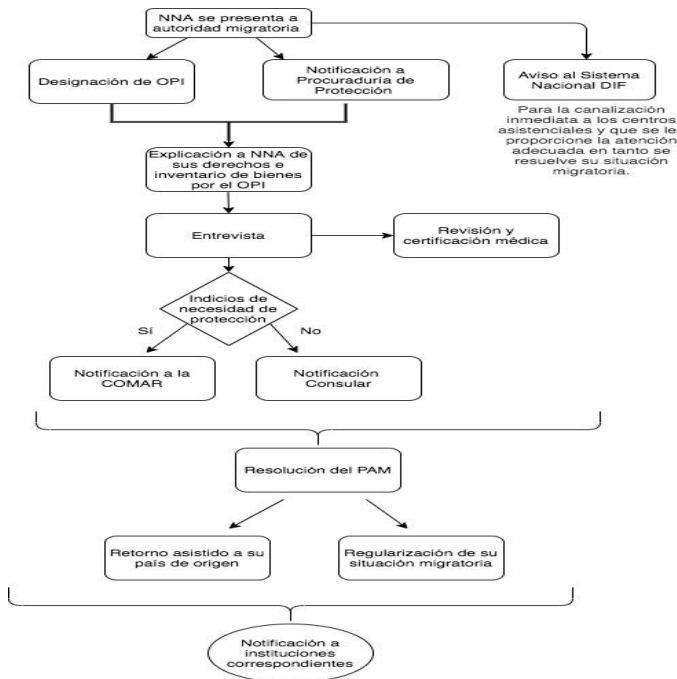 NNA se presenta a
autoridad migratoria
Designación de OPI
Notificación a
Procuraduría de
Protección
Aviso al Sistema
Nacional DIF
Para la canalización
inmediata a los centros
asistenciales y que se le
proporcione la atención
adecuada en tanto se
resuelve su situación
migratoria.
Explicación a NNA de
sus derechos e
inventario de bienes
por el OPI
Entrevista
Revisión y
certificación médica
Indicios de
necesidad de
protección
Sí
No
Notificación a la
COMAR
Notificación
Consular
Resolución del PAM
Retorno asistido a su
país de origen
Regularización de su
situación migratoria
Notificación a
instituciones
correspondientes